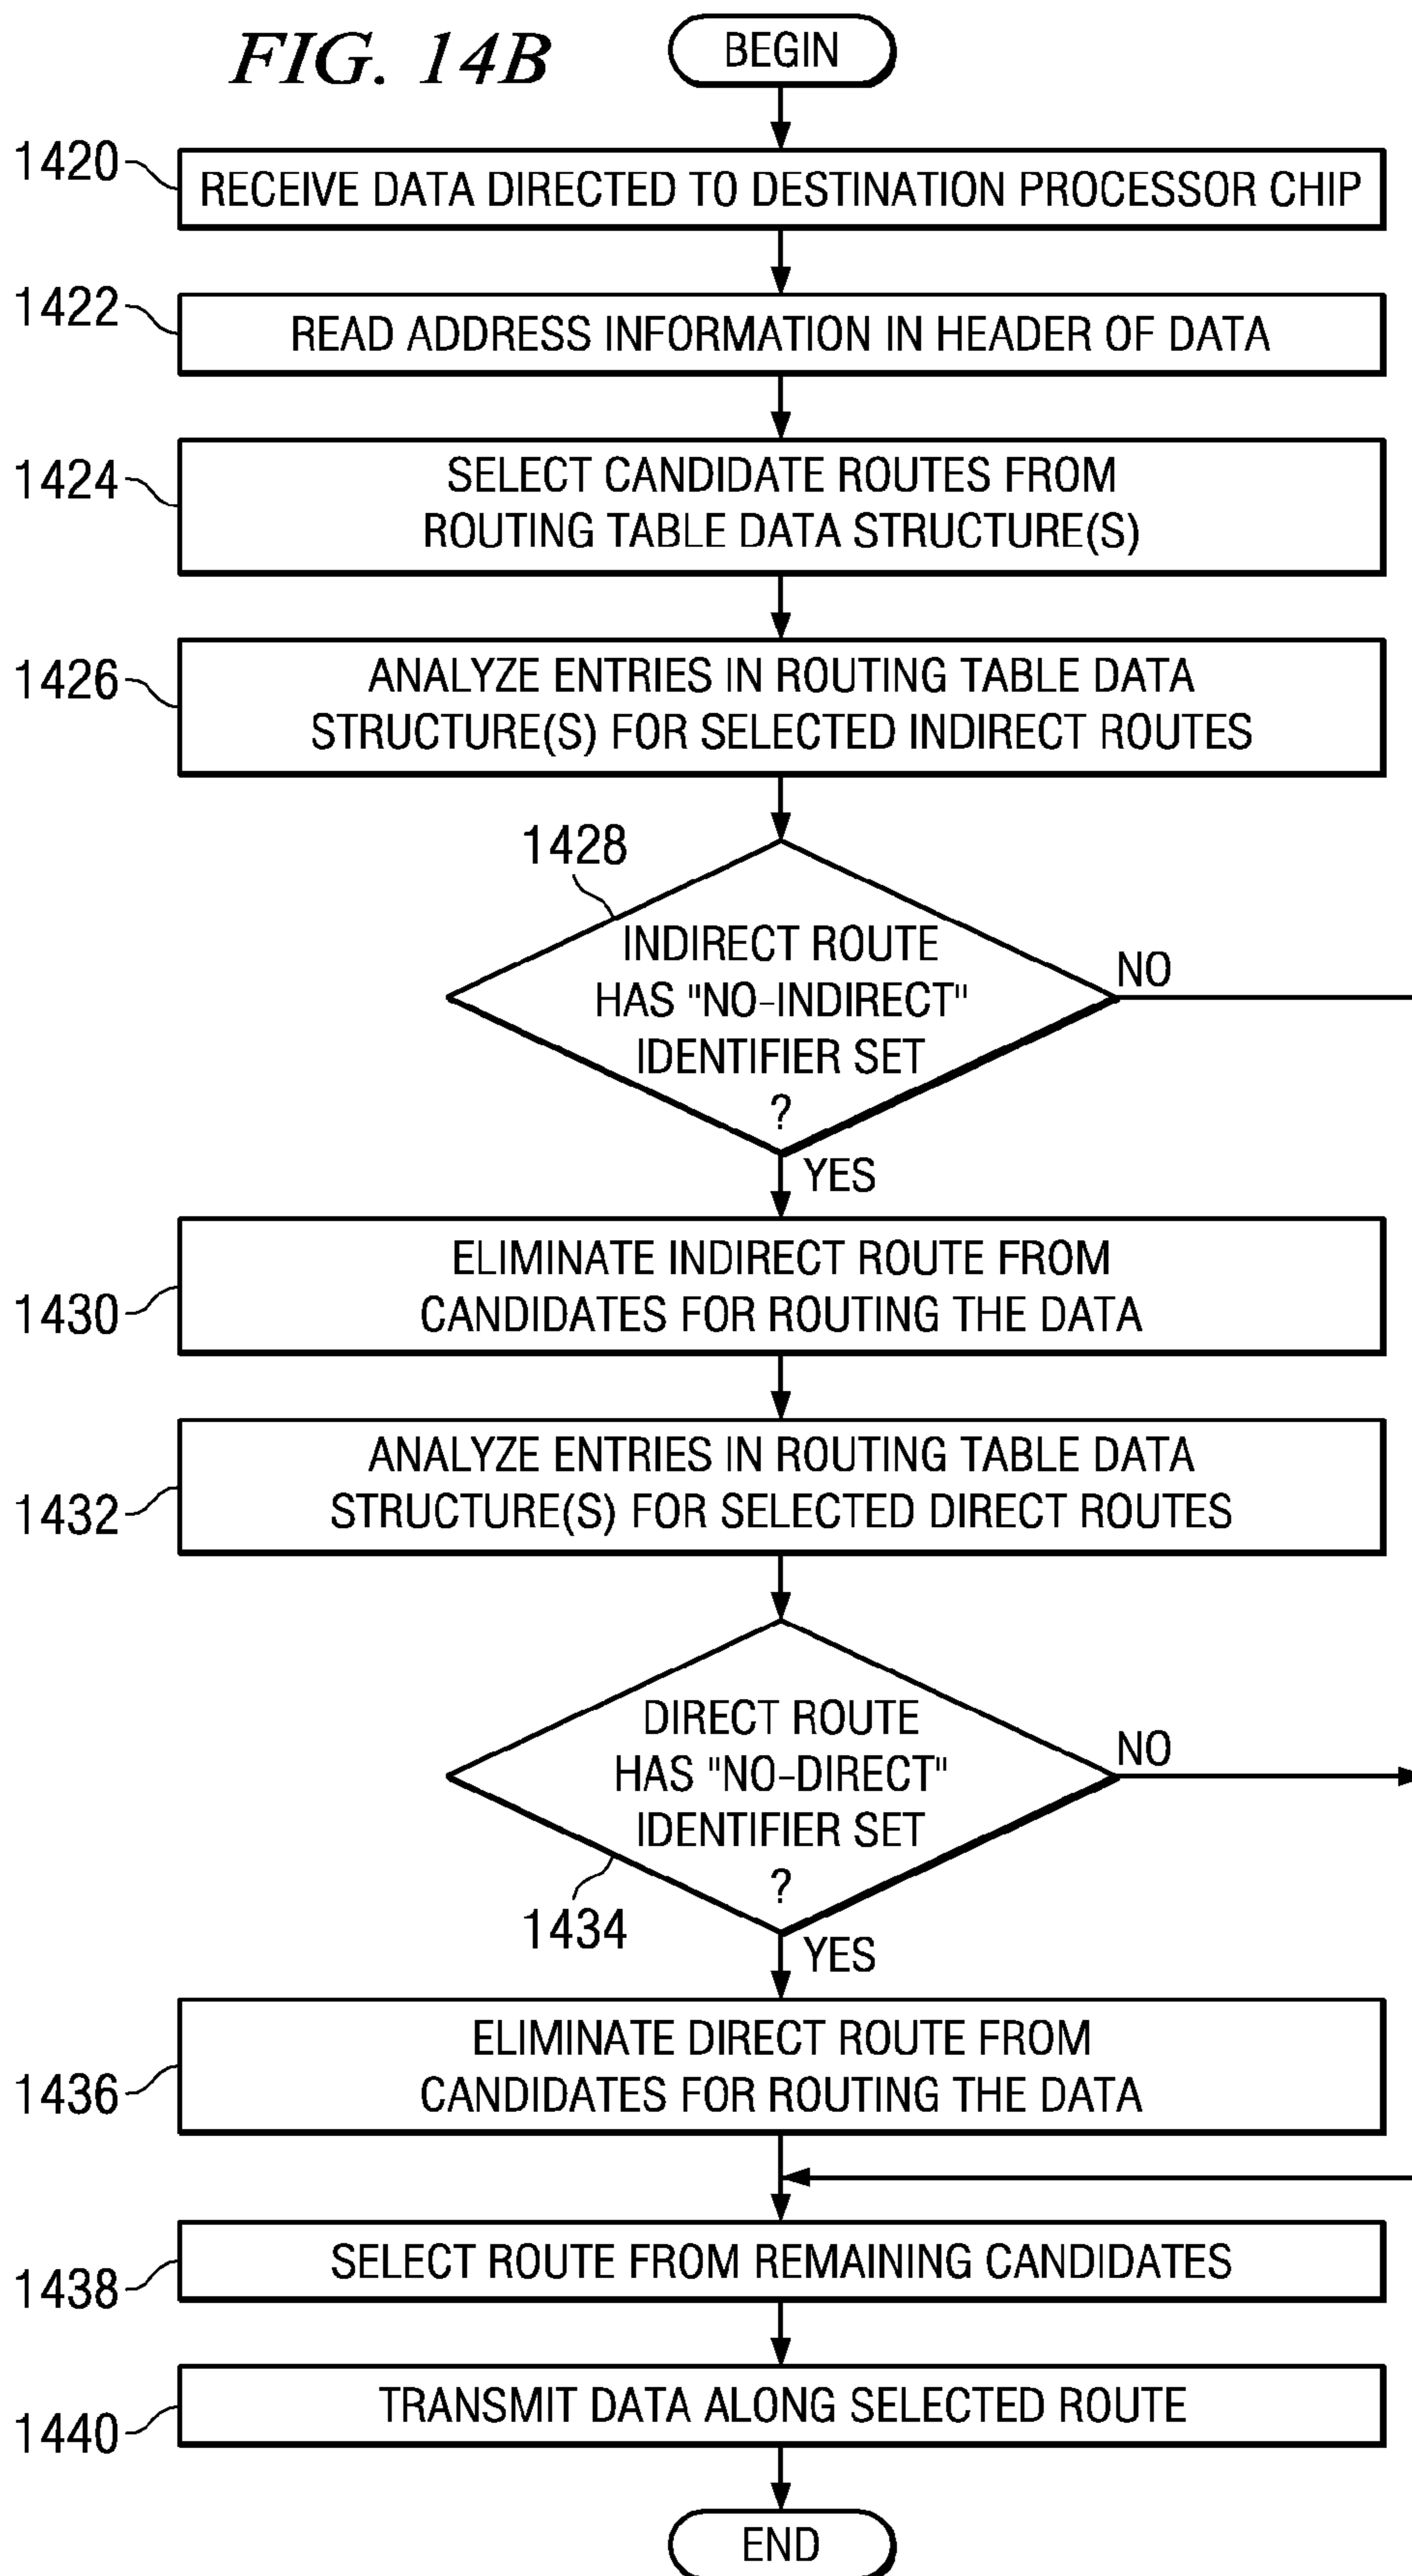 FIG. 14B
BEGIN
1420
RECEIVE DATA DIRECTED TO DESTINATION PROCESSOR CHIP
1422
READ ADDRESS INFORMATION IN HEADER OF DATA
1424
SELECT CANDIDATE ROUTES FROM
ROUTING TABLE DATA STRUCTURE(S)
1426
ANALYZE ENTRIES IN ROUTING TABLE DATA
STRUCTURE(S) FOR SELECTED INDIRECT ROUTES
1428
INDIRECT ROUTE
HAS "NO-INDIRECT"
IDENTIFIER SET
?
NO
YES
1430
ELIMINATE INDIRECT ROUTE FROM
CANDIDATES FOR ROUTING THE DATA
1432
ANALYZE ENTRIES IN ROUTING TABLE DATA
STRUCTURE(S) FOR SELECTED DIRECT ROUTES
DIRECT ROUTE
HAS "NO-DIRECT"
IDENTIFIER SET
?
NO
1434
YES
1436
ELIMINATE DIRECT ROUTE FROM
CANDIDATES FOR ROUTING THE DATA
1438
SELECT ROUTE FROM REMAINING CANDIDATES
1440
TRANSMIT DATA ALONG SELECTED ROUTE
END